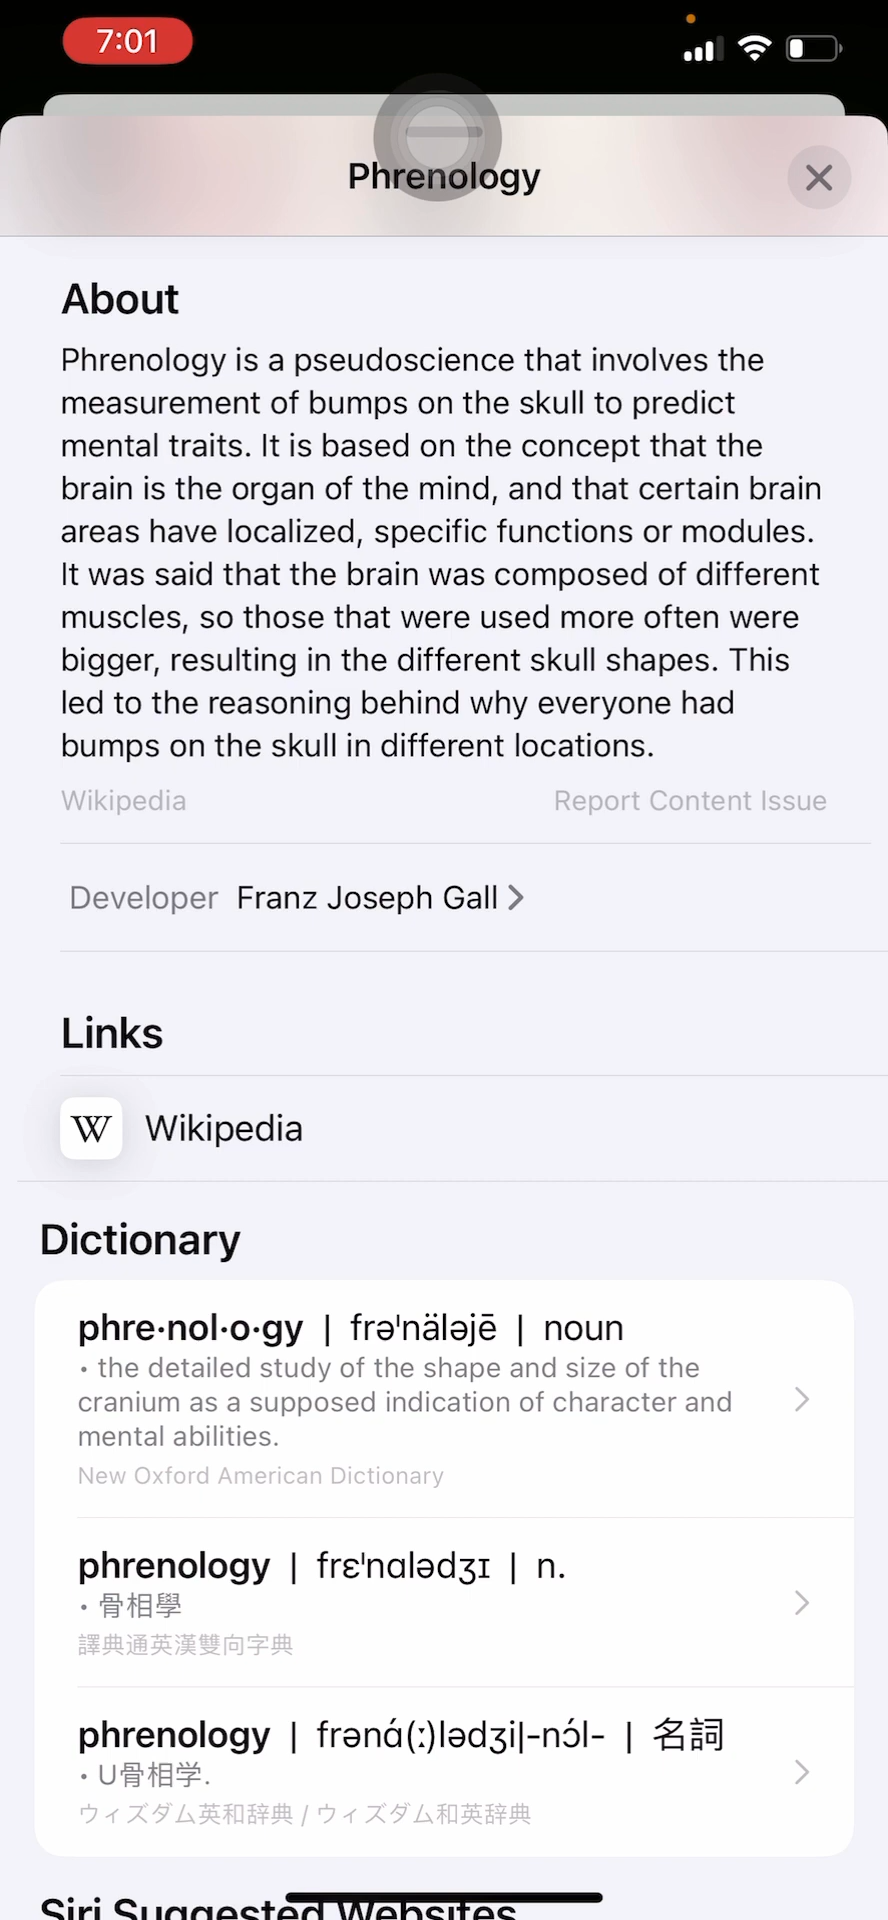 7:01
Phrenology
About
Phrenology is a pseudoscience that involves the
measurement of bumps on the skull to predict
mental traits. It is based on the concept that the
brain is the organ of the mind, and that certain brain
areas have localized, specific functions or modules.
It was said that the brain was composed of different
muscles, so those that were used more often were
bigger, resulting in the different skull shapes. This
led to the reasoning behind why everyone had
bumps on the skull in different locations.
Wikipedia Report Content Issue
Developer Franz Joseph Gall
Links
W Wikipedia
Dictionary
phre·nol·o·gy | frəˈnäləjē | noun
• the detailed study of the shape and size of the
cranium as a supposed indication of character and
mental abilities.
New Oxford American Dictionary
phrenology | frɛˈnɑlədʒɪ | n.
• 骨相學
譯典通英漢雙向字典
phrenology | frənɑ́(ː)lədʒi|-nɔ́l- | 名詞
• U骨相学.
ウィズダム英和辞典 / ウィズダム和英辞典
Siri Suggested Websites